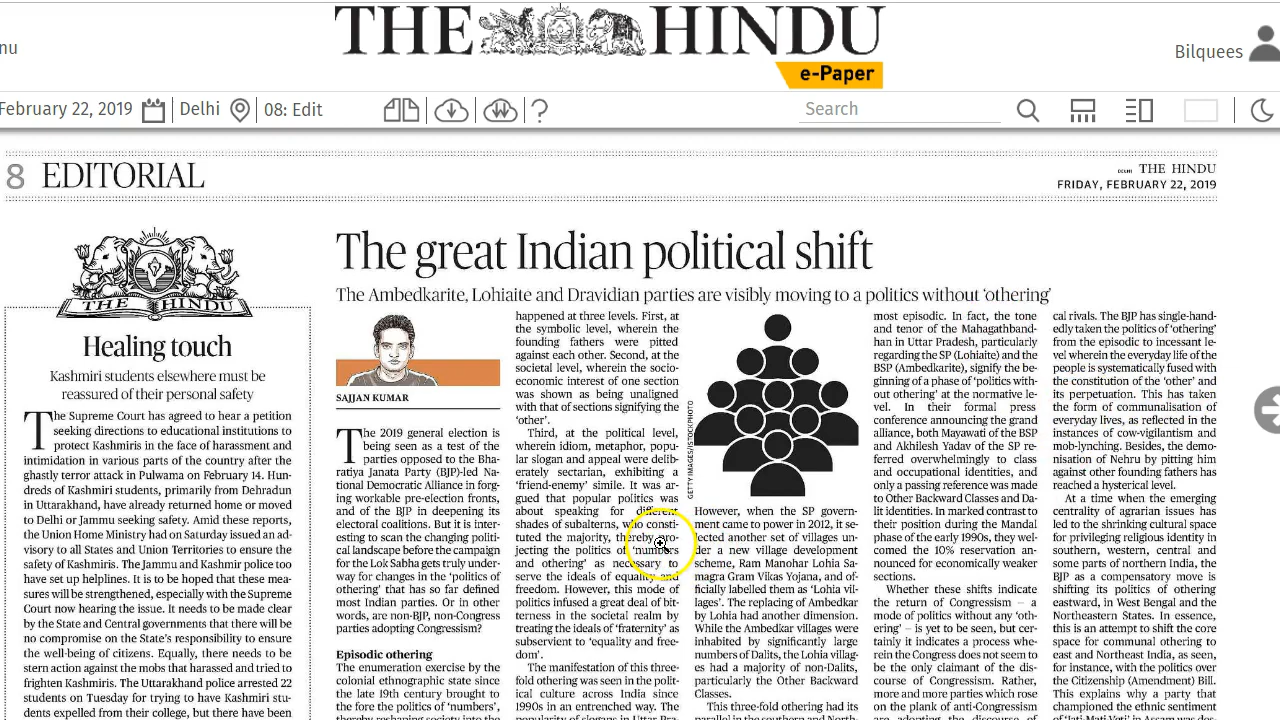 THE HINDU
e-Paper
nu
Bilquees
February 22, 2019
Delhi
08: Edit
?
Search
8 EDITORIAL
DELHI THE HINDU
FRIDAY, FEBRUARY 22, 2019
THE HINDU
Healing touch
Kashmiri students elsewhere must be
reassured of their personal safety
The Supreme Court has agreed to hear a petition
seeking directions to educational institutions to
protect Kashmiris in the face of harassment and
intimidation in various parts of the country after the
ghastly terror attack in Pulwama on February 14. Hun-
dreds of Kashmiri students, primarily from Dehradun
in Uttarakhand, have already returned home or moved
to Delhi or Jammu seeking safety. Amid these reports,
the Union Home Ministry had on Saturday issued an ad-
visory to all States and Union Territories to ensure the
safety of Kashmiris. The Jammu and Kashmir police too
have set up helplines. It is to be hoped that these mea-
sures will be strengthened, especially with the Supreme
Court now hearing the issue. It needs to be made clear
by the State and Central governments that there will be
no compromise on the State's responsibility to ensure
the well-being of citizens. Equally, there needs to be
stern action against the mobs that harassed and tried to
frighten Kashmiris. The Uttarakhand police arrested 22
students on Tuesday for trying to have Kashmiri stu-
dents expelled from their college, but there have been
The great Indian political shift
The Ambedkarite, Lohiaite and Dravidian parties are visibly moving to a politics without ‘othering’
SAJJAN KUMAR
The 2019 general election is
being seen as a test of the
parties opposed to the Bha-
ratiya Janata Party (BJP)-led Na-
tional Democratic Alliance in forg-
ing workable pre-election fronts,
and of the BJP in deepening its
electoral coalitions. But it is inter-
esting to scan the changing politi-
cal landscape before the campaign
for the Lok Sabha gets truly under-
way for changes in the ‘politics of
othering’ that has so far defined
most Indian parties. Or in other
words, are non-BJP, non-Congress
parties adopting Congressism?
Episodic othering
The enumeration exercise by the
colonial ethnographic state since
the late 19th century brought to
the fore the politics of ‘numbers’,
thereby reshaping society into the
happened at three levels. First, at
the symbolic level, wherein the
founding fathers were pitted
against each other. Second, at the
societal level, wherein the socio-
economic interest of one section
was shown as being unaligned
with that of sections signifying the
‘other’.
Third, at the political level,
wherein idiom, metaphor, popu-
lar slogan and appeal were delib-
erately sectarian, exhibiting a
‘friend-enemy’ simile. It was ar-
gued that popular politics was
about speaking for different
shades of subalterns, who consti-
tuted the majority, thereby pro-
jecting the politics of numbers
and othering’ as necessary to
serve the ideals of equality and
freedom. However, this mode of
politics infused a great deal of bit-
terness in the societal realm by
treating the ideals of ‘fraternity’ as
subservient to ‘equality and free-
dom’.
The manifestation of this three-
fold othering was seen in the polit-
ical culture across India since
1990s in an entrenched way. The
popularity of slogans in Uttar Pra-
GETTY IMAGES/ISTOCKPHOTO
However, when the SP govern-
ment came to power in 2012, it se-
lected another set of villages un-
der a new village development
scheme, Ram Manohar Lohia Sa-
magra Gram Vikas Yojana, and of-
ficially labelled them as ‘Lohia vil-
lages’. The replacing of Ambedkar
by Lohia had another dimension.
While the Ambedkar villages were
inhabited by significantly large
numbers of Dalits, the Lohia villag-
es had a majority of non-Dalits,
particularly the Other Backward
Classes.
This three-fold othering had its
parallel in the southern and North-
most episodic. In fact, the tone
and tenor of the Mahagathband-
han in Uttar Pradesh, particularly
regarding the SP (Lohiaite) and the
BSP (Ambedkarite), signify the be-
ginning of a phase of ‘politics with-
out othering’ at the normative le-
vel. In their formal press
conference announcing the grand
alliance, both Mayawati of the BSP
and Akhilesh Yadav of the SP re-
ferred overwhelmingly to class
and occupational identities, and
only a passing reference was made
to Other Backward Classes and Da-
lit identities. In marked contrast to
their position during the Mandal
phase of the early 1990s, they wel-
comed the 10% reservation an-
nounced for economically weaker
sections.
Whether these shifts indicate
the return of Congressism – a
mode of politics without any ‘oth-
ering’ – is yet to be seen, but cer-
tainly it indicates a process whe-
rein the Congress does not seem to
be the only claimant of the dis-
course of Congressism. Rather,
more and more parties which rose
on the plank of anti-Congressism
are adopting the discourse of
cal rivals. The BJP has single-hand-
edly taken the politics of ‘othering’
from the episodic to incessant le-
vel wherein the everyday life of the
people is systematically fused with
the constitution of the ‘other’ and
its perpetuation. This has taken
the form of communalisation of
everyday lives, as reflected in the
instances of cow-vigilantism and
mob-lynching. Besides, the demo-
nisation of Nehru by pitting him
against other founding fathers has
reached a hysterical level.
At a time when the emerging
centrality of agrarian issues has
led to the shrinking cultural space
for privileging religious identity in
southern, western, central and
some parts of northern India, the
BJP as a compensatory move is
shifting its politics of othering
eastward, in West Bengal and the
Northeastern States. In essence,
this is an attempt to shift the core
space for communal othering to
east and Northeast India, as seen,
for instance, with the politics over
the Citizenship (Amendment) Bill.
This explains why a party that
championed the ethnic sentiment
of ‘Jati-Mati-Veti’ in Assam was des-